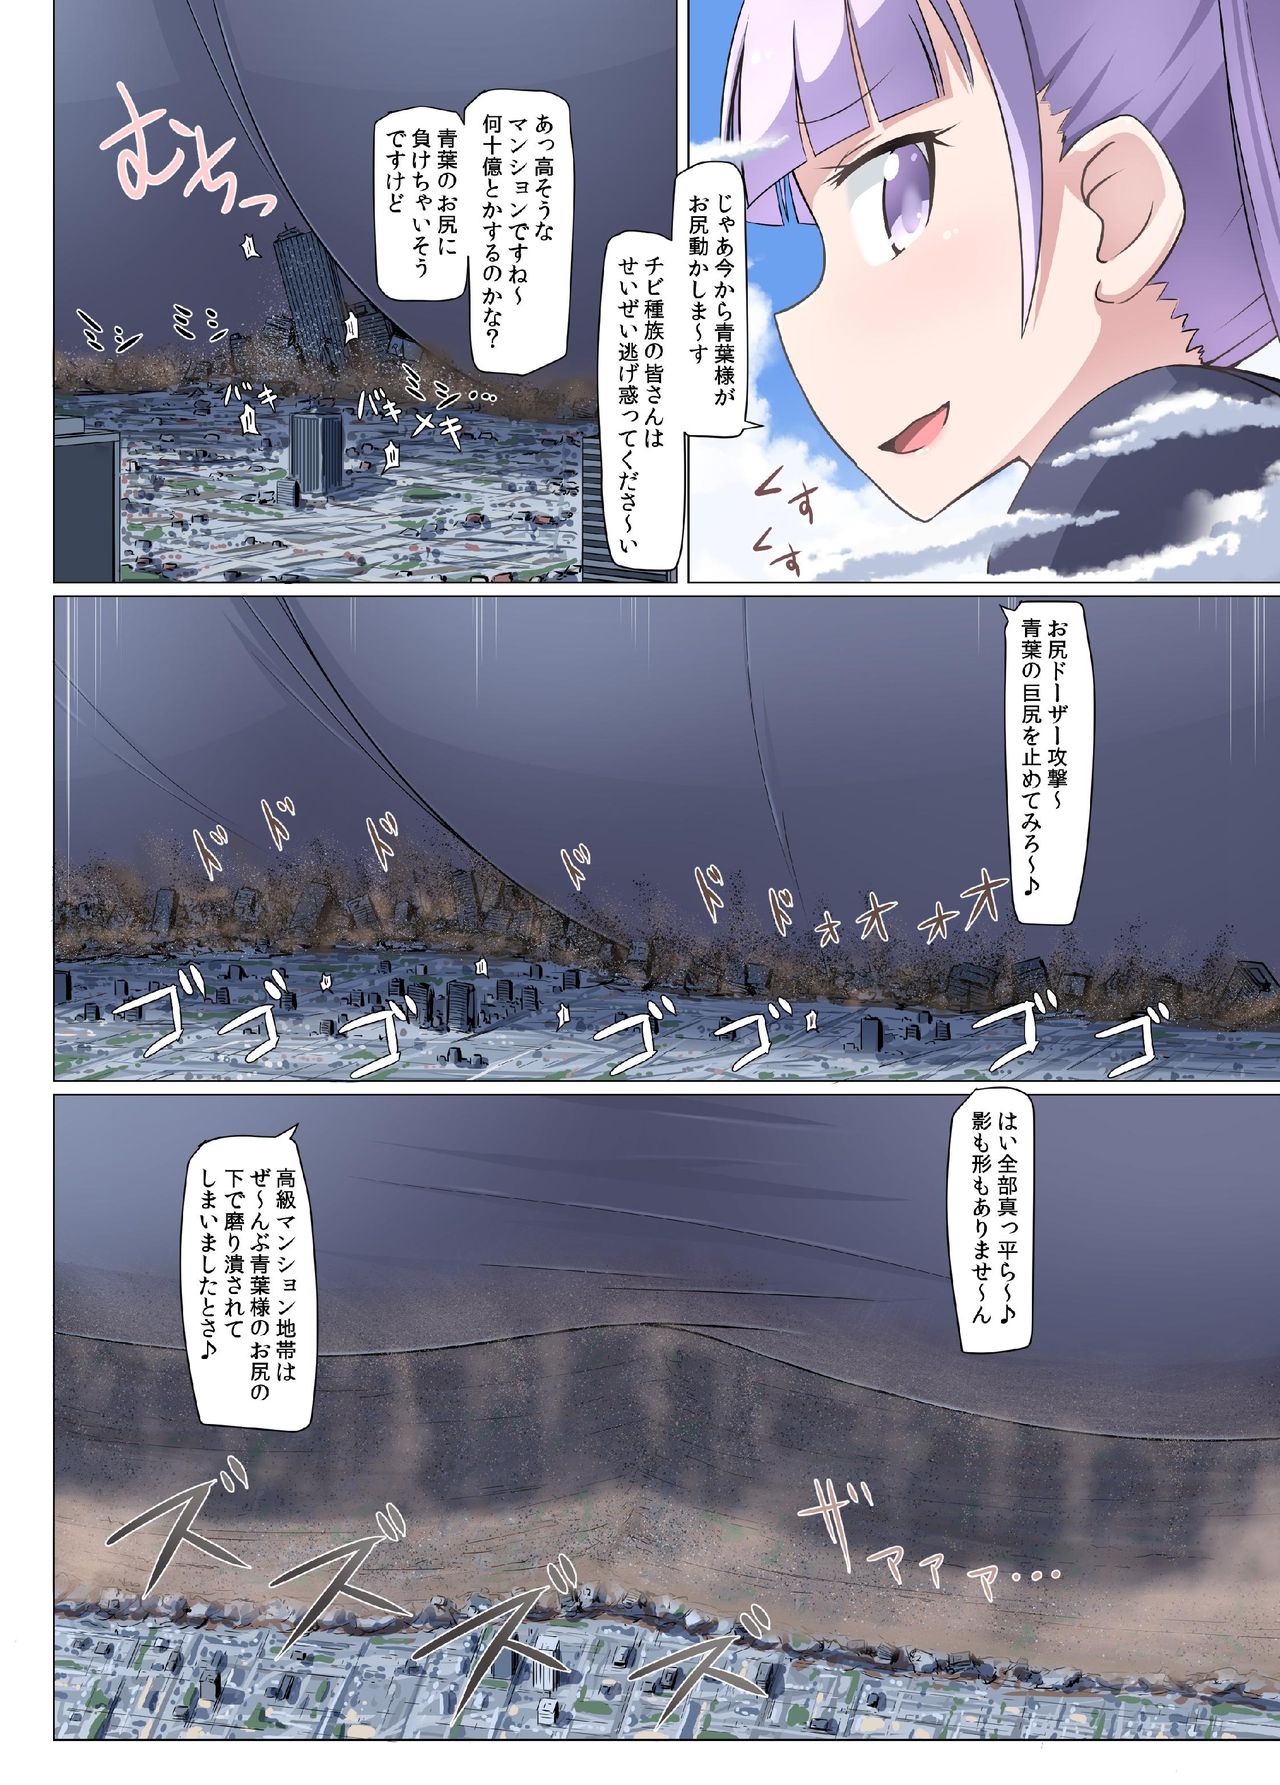 じゃあ今から青葉様が
お尻動かしま〜す
チビ種族の皆さんは
せいぜい逃げ惑ってくださ〜い
くす
くす
あっ高そうな
マンションですね〜
何十億とかするのかな?
青葉のお尻に
負けちゃいそう
ですけど
むちっ
ミシ
ミシ
ミシ…
バキ
バキ
メキ
お尻ドーザー攻撃〜
青葉の巨尻を止めてみろ〜♪
ドドド
ドドドォォォォ
ゴゴゴゴゴゴゴ
はい全部真っ平ら〜♪
影も形もありませ〜ん
高級マンション地帯は
ぜ〜んぶ青葉様のお尻の
下で磨り潰されて
しまいましたとさ♪
ザァァァ…
ズズズズ